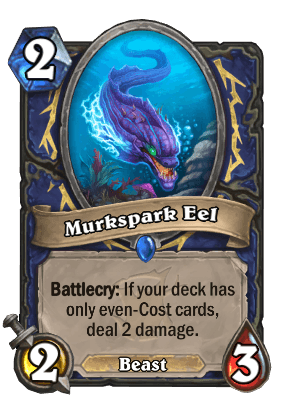 2
Murkspark Eel
Battlecry: If your deck has
only even-Cost cards,
deal 2 damage.
2
Beast
3